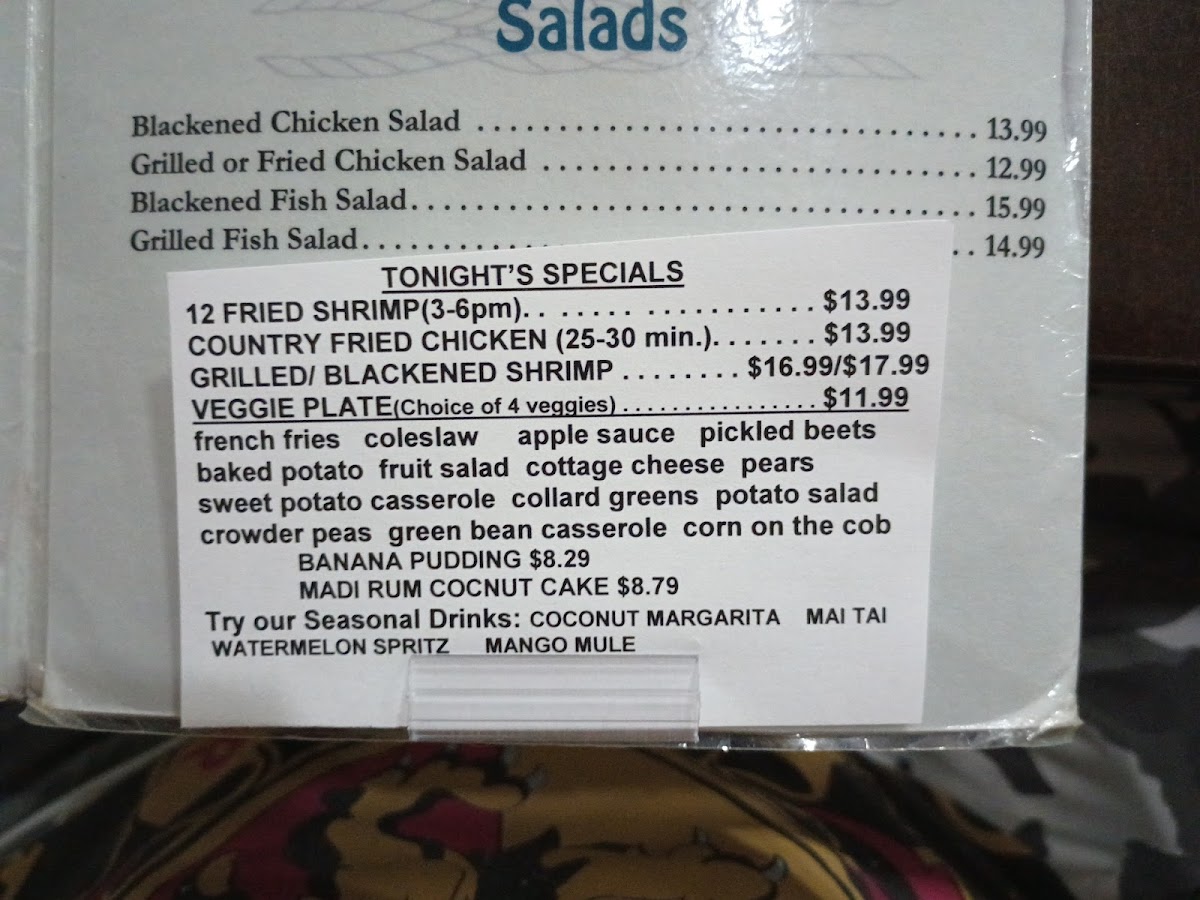 Salads
Blackened Chicken Salad ................................ 13.99
Grilled or Fried Chicken Salad ............................ 12.99
Blackened Fish Salad..................................... 15.99
Grilled Fish Salad.............. .. 14.99
TONIGHT'S SPECIALS
12 FRIED SHRIMP(3-6pm). . ...... ............ $13.99
COUNTRY FRIED CHICKEN (25-30 min.)....... $13.99
GRILLED/ BLACKENED SHRIMP ........ $16.99/$17.99
VEGGIE PLATE(Choice of 4 veggies) ................ $11.99
french fries coleslaw apple sauce pickled beets
baked potato fruit salad cottage cheese pears
sweet potato casserole collard greens potato salad
crowder peas green bean casserole corn on the cob
BANANA PUDDING $8.29
MADI RUM COCNUT CAKE $8.79
Try our Seasonal Drinks: COCONUT MARGARITA MAI TAI
WATERMELON SPRITZ MANGO MULE